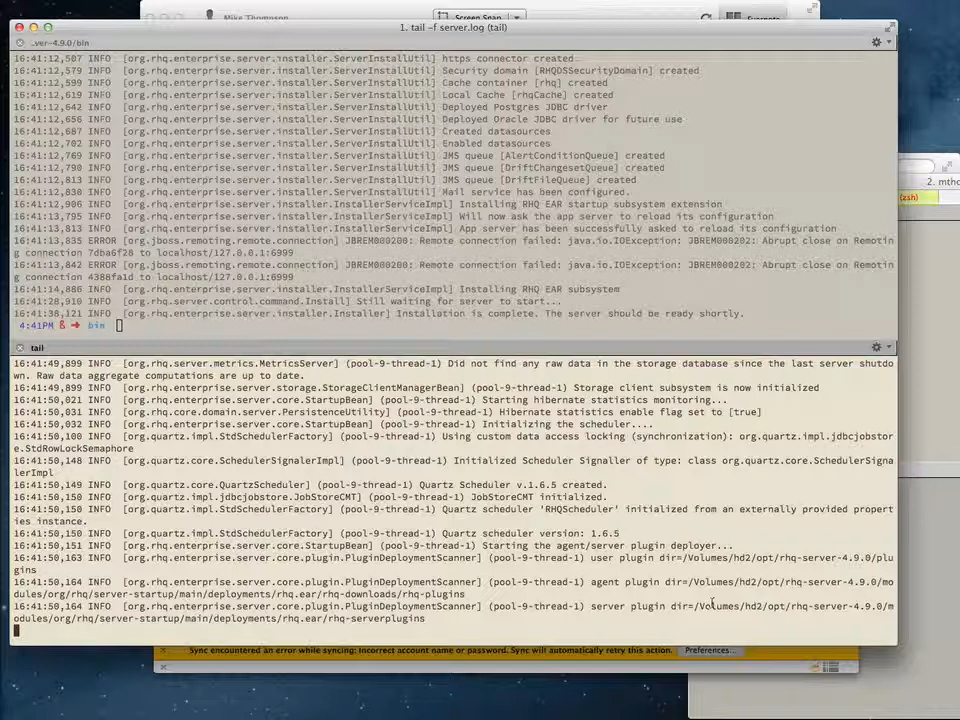 Mike Thompson
Screen Snap
Evernote
1. tail -f server.log (tail)
..ver-4.9.0/bin
16:41:12,507 INFO  [org.rhq.enterprise.server.installer.ServerInstallUtil] https connector created.
16:41:12,579 INFO  [org.rhq.enterprise.server.installer.ServerInstallUtil] Security domain [RHQDSSecurityDomain] created
16:41:12,599 INFO  [org.rhq.enterprise.server.installer.ServerInstallUtil] Cache container [rhq] created
16:41:12,619 INFO  [org.rhq.enterprise.server.installer.ServerInstallUtil] Local Cache [rhqCache] created
16:41:12,642 INFO  [org.rhq.enterprise.server.installer.ServerInstallUtil] Deployed Postgres JDBC driver
16:41:12,656 INFO  [org.rhq.enterprise.server.installer.ServerInstallUtil] Deployed Oracle JDBC driver for future use
16:41:12,687 INFO  [org.rhq.enterprise.server.installer.ServerInstallUtil] Created datasources
16:41:12,702 INFO  [org.rhq.enterprise.server.installer.ServerInstallUtil] Enabled datasources
16:41:12,769 INFO  [org.rhq.enterprise.server.installer.ServerInstallUtil] JMS queue [AlertConditionQueue] created
16:41:12,790 INFO  [org.rhq.enterprise.server.installer.ServerInstallUtil] JMS queue [DriftChangesetQueue] created
16:41:12,813 INFO  [org.rhq.enterprise.server.installer.ServerInstallUtil] JMS queue [DriftFileQueue] created
16:41:12,838 INFO  [org.rhq.enterprise.server.installer.ServerInstallUtil] Mail service has been configured.
16:41:12,906 INFO  [org.rhq.enterprise.server.installer.InstallerServiceImpl] Installing RHQ EAR startup subsystem extension
16:41:13,795 INFO  [org.rhq.enterprise.server.installer.InstallerServiceImpl] Will now ask the app server to reload its configuration
16:41:13,813 INFO  [org.rhq.enterprise.server.installer.InstallerServiceImpl] App server has been successfully asked to reload its configuration
16:41:13,835 ERROR [org.jboss.remoting.remote.connection] JBREM000200: Remote connection failed: java.io.IOException: JBREM000202: Abrupt close on Remotin
g connection 7dba6f28 to localhost/127.0.0.1:6999
16:41:13,842 ERROR [org.jboss.remoting.remote.connection] JBREM000200: Remote connection failed: java.io.IOException: JBREM000202: Abrupt close on Remotin
g connection 4388fa1d to localhost/127.0.0.1:6999
16:41:14,886 INFO  [org.rhq.enterprise.server.installer.InstallerServiceImpl] Installing RHQ EAR subsystem
16:41:28,910 INFO  [org.rhq.server.control.command.Install] Still waiting for server to start...
16:41:38,121 INFO  [org.rhq.enterprise.server.installer.Installer] Installation is complete. The server should be ready shortly.
4:41PM ß ➜ bin
2. mtho
(zsh)
tail
16:41:49,899 INFO  [org.rhq.server.metrics.MetricsServer] (pool-9-thread-1) Did not find any raw data in the storage database since the last server shutdo
wn. Raw data aggregate computations are up to date.
16:41:49,899 INFO  [org.rhq.enterprise.server.storage.StorageClientManagerBean] (pool-9-thread-1) Storage client subsystem is now initialized
16:41:50,021 INFO  [org.rhq.enterprise.server.core.StartupBean] (pool-9-thread-1) Starting hibernate statistics monitoring...
16:41:50,031 INFO  [org.rhq.core.domain.server.PersistenceUtility] (pool-9-thread-1) Hibernate statistics enable flag set to [true]
16:41:50,032 INFO  [org.rhq.enterprise.server.core.StartupBean] (pool-9-thread-1) Initializing the scheduler....
16:41:50,100 INFO  [org.quartz.impl.StdSchedulerFactory] (pool-9-thread-1) Using custom data access locking (synchronization): org.quartz.impl.jdbcjobstor
e.StdRowLockSemaphore
16:41:50,148 INFO  [org.quartz.core.SchedulerSignalerImpl] (pool-9-thread-1) Initialized Scheduler Signaller of type: class org.quartz.core.SchedulerSigna
lerImpl
16:41:50,149 INFO  [org.quartz.core.QuartzScheduler] (pool-9-thread-1) Quartz Scheduler v.1.6.5 created.
16:41:50,150 INFO  [org.quartz.impl.jdbcjobstore.JobStoreCMT] (pool-9-thread-1) JobStoreCMT initialized.
16:41:50,150 INFO  [org.quartz.impl.StdSchedulerFactory] (pool-9-thread-1) Quartz scheduler 'RHQScheduler' initialized from an externally provided propert
ies instance.
16:41:50,150 INFO  [org.quartz.impl.StdSchedulerFactory] (pool-9-thread-1) Quartz scheduler version: 1.6.5
16:41:50,151 INFO  [org.rhq.enterprise.server.core.StartupBean] (pool-9-thread-1) Starting the agent/server plugin deployer...
16:41:50,163 INFO  [org.rhq.enterprise.server.core.plugin.PluginDeploymentScanner] (pool-9-thread-1) user plugin dir=/Volumes/hd2/opt/rhq-server-4.9.0/plu
gins
16:41:50,164 INFO  [org.rhq.enterprise.server.core.plugin.PluginDeploymentScanner] (pool-9-thread-1) agent plugin dir=/Volumes/hd2/opt/rhq-server-4.9.0/mo
dules/org/rhq/server-startup/main/deployments/rhq.ear/rhq-downloads/rhq-plugins
16:41:50,164 INFO  [org.rhq.enterprise.server.core.plugin.PluginDeploymentScanner] (pool-9-thread-1) server plugin dir=/Volumes/hd2/opt/rhq-server-4.9.0/m
odules/org/rhq/server-startup/main/deployments/rhq.ear/rhq-serverplugins
Sync encountered an error while syncing: Incorrect account name or password. Sync will automatically retry this action.
Preferences...